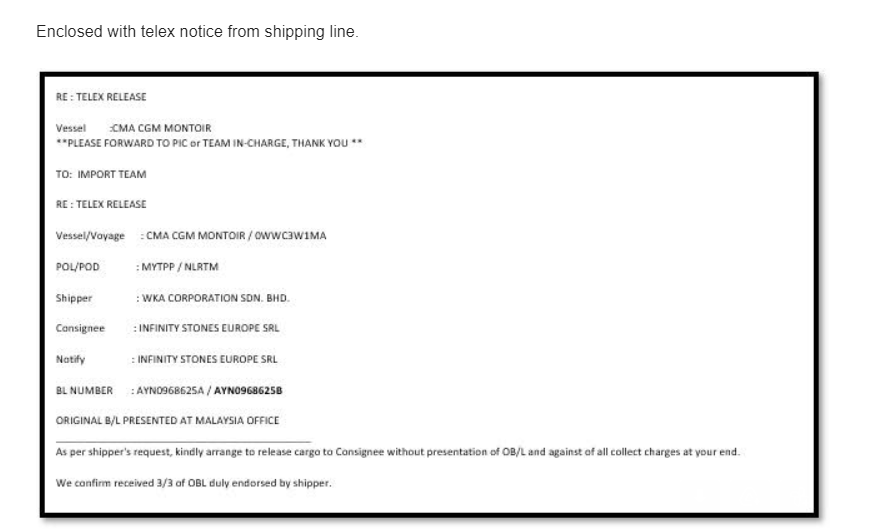 Enclosed with telex notice from shipping line.
RE : TELEX RELEASE
Vessel :CMA CGM MONTOIR
**PLEASE FORWARD TO PIC or TEAM IN-CHARGE, THANK YOU **
TO: IMPORT TEAM
RE : TELEX RELEASE
Vessel/Voyage : CMA CGM MONTOIR / 0WWC3W1MA
POL/POD : MYTPP / NLRTM
Shipper : WKA CORPORATION SDN. BHD.
Consignee : INFINITY STONES EUROPE SRL
Notify : INFINITY STONES EUROPE SRL
BL NUMBER : AYN0968625A / AYN0968625B
ORIGINAL B/L PRESENTED AT MALAYSIA OFFICE
As per shipper's request, kindly arrange to release cargo to Consignee without presentation of OB/L and against of all collect charges at your end.
We confirm received 3/3 of OBL duly endorsed by shipper.